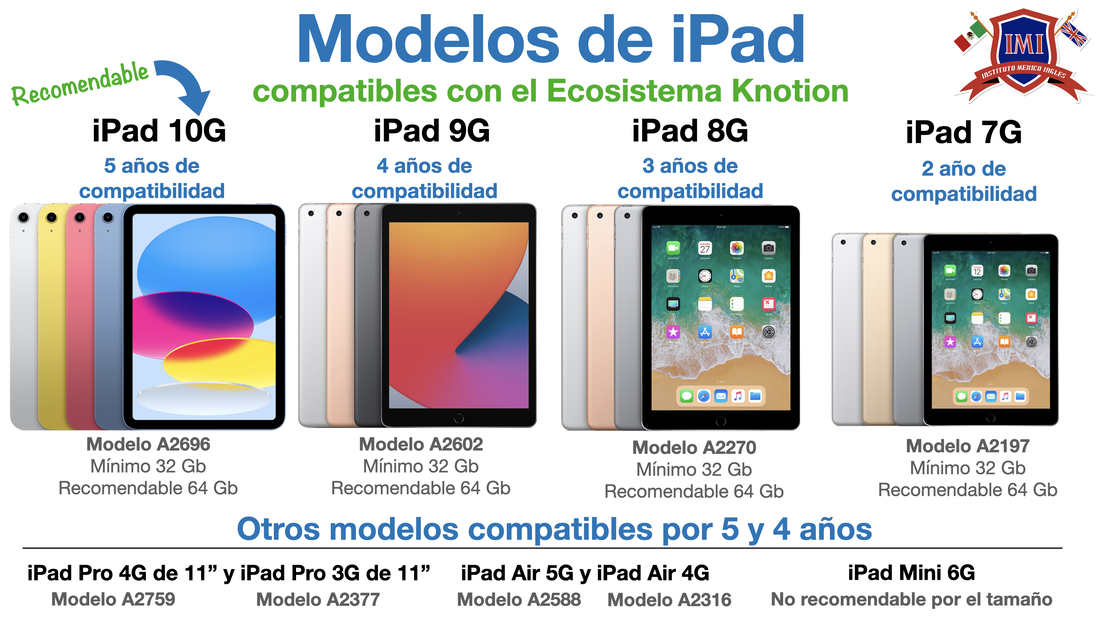 Modelos de iPad
compatibles con el Ecosistema Knotion
IMI
INSTITUTO MEXICO INGLES
Recomendable
iPad 10G
5 años de
compatibilidad
iPad 9G
4 años de
compatibilidad
iPad 8G
3 años de
compatibilidad
iPad 7G
2 año de
compatibilidad
27
12
Modelo A2696
Mínimo 32 Gb
Recomendable 64 Gb
Modelo A2602
Mínimo 32 Gb
Recomendable 64 Gb
Modelo A2270
Mínimo 32 Gb
Recomendable 64 Gb
Modelo A2197
Mínimo 32 Gb
Recomendable 64 Gb
Otros modelos compatibles por 5 y 4 años
iPad Pro 4G de 11” y iPad Pro 3G de 11”
Modelo A2759 Modelo A2377
iPad Air 5G y iPad Air 4G
Modelo A2588 Modelo A2316
iPad Mini 6G
No recomendable por el tamaño